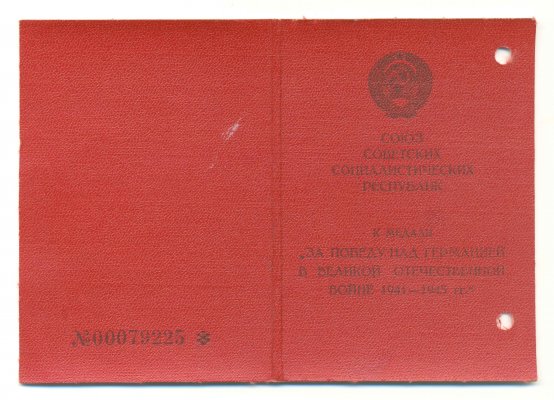 №00079225 *
СОЮЗ
СОВЕТСКИХ
СОЦИАЛИСТИЧЕСКИХ
РЕСПУБЛИК
К МЕДАЛИ
„ЗА ПОБЕДУ НАД ГЕРМАНИЕЙ
В ВЕЛИКОЙ ОТЕЧЕСТВЕННОЙ
ВОЙНЕ 1941—1945 гг.“